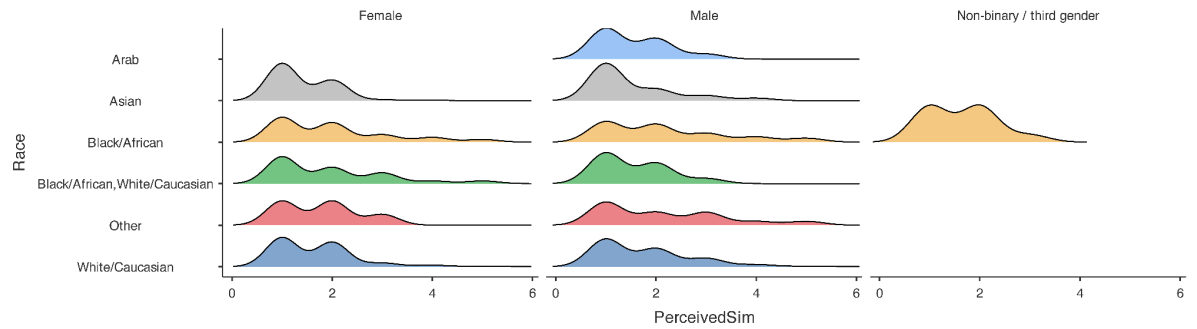 Female
Male
Non-binary / third gender
Race
Arab
Asian
Black/African
Black/African,White/Caucasian
Other
White/Caucasian
0 2 4 6
0 2 4 6
0 2 4 6
PerceivedSim